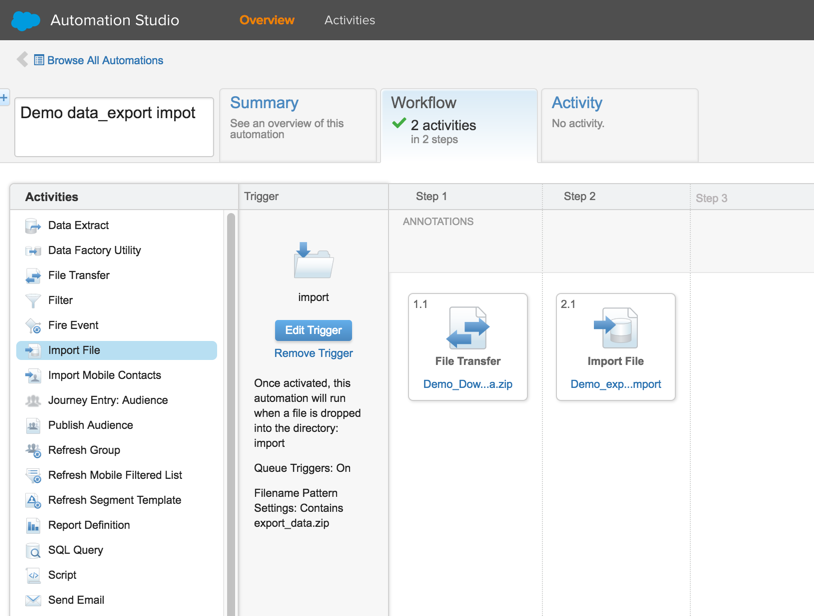 Automation Studio
Overview
Activities
Browse All Automations
+
Demo data_export impot
Summary
See an overview of this
automation
Workflow
2 activities
in 2 steps
Activity
No activity.
Activities
Data Extract
Data Factory Utility
File Transfer
Filter
Fire Event
Import File
Import Mobile Contacts
Journey Entry: Audience
Publish Audience
Refresh Group
Refresh Mobile Filtered List
Refresh Segment Template
Report Definition
SQL Query
Script
Send Email
Trigger
import
Edit Trigger
Remove Trigger
Once activated, this
automation will run
when a file is dropped
into the directory:
import
Queue Triggers: On
Filename Pattern
Settings: Contains
export_data.zip
Step 1
Step 2
Step 3
ANNOTATIONS
1.1
File Transfer
Demo_Dow...a.zip
2.1
Import File
Demo_exp...mport